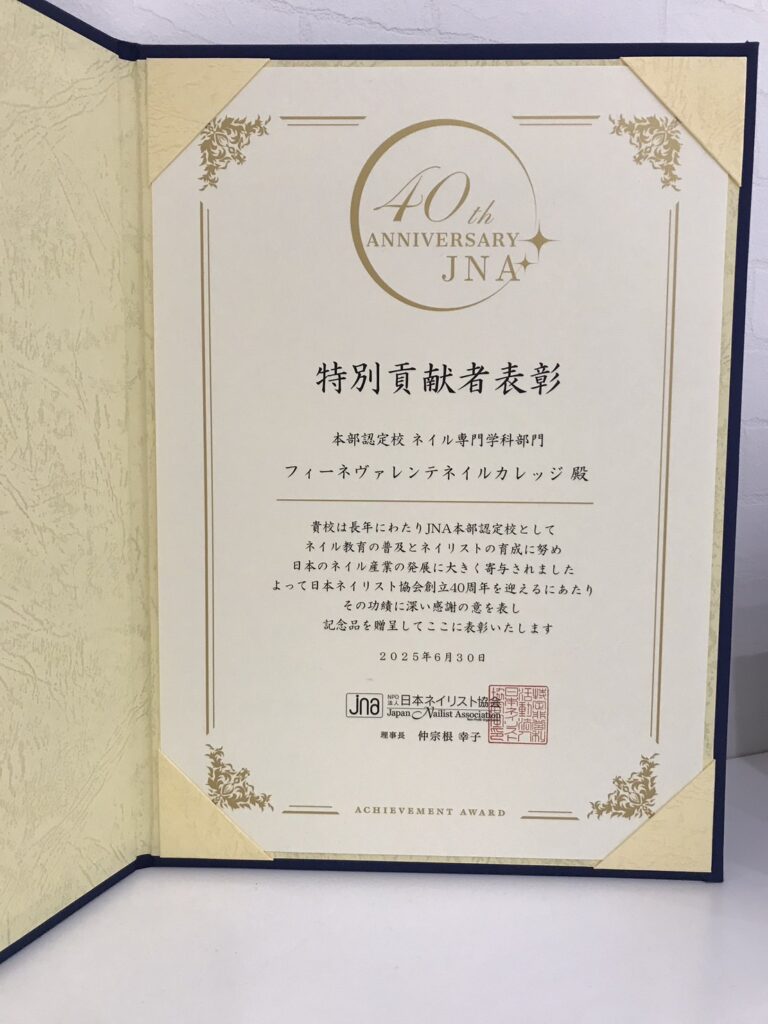 40th
ANNIVERSARY
JNA
特別貢献者表彰
本部認定校 ネイル専門学科部門
フィーネヴァレンテネイルカレッジ 殿
貴校は長年にわたりJNA本部認定校として
ネイル教育の普及とネイリストの育成に努め
日本のネイル産業の発展に大きく寄与されました
よって日本ネイリスト協会創立40周年を迎えるにあたり
その功績に深い感謝の意を表し
記念品を贈呈してここに表彰いたします
2025年6月30日
jna NPO法人 日本ネイリスト協会
Japan Nailist Association
理事長 仲宗根 幸子
ACHIEVEMENT AWARD